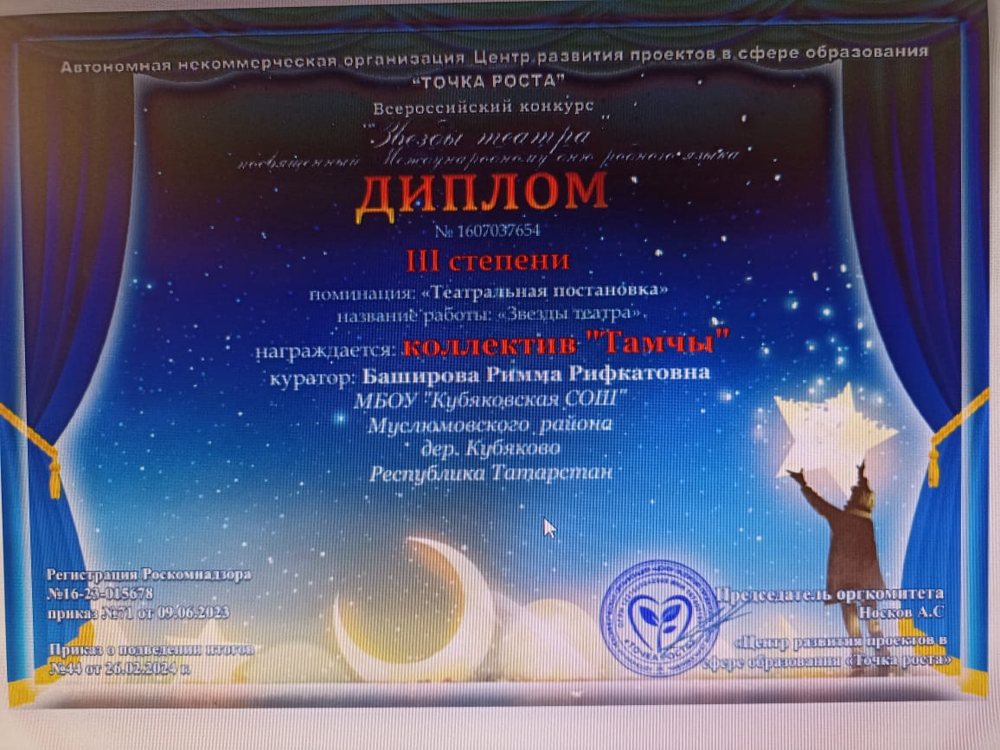 Автономная некоммерческая организация Центр развития проектов в сфере образования
"ТОЧКА РОСТА"
Всероссийский конкурс
"Звезды театра"
посвященный Международному дню родного языка
ДИПЛОМ
№ 1607037654
III степени
номинация: «Театральная постановка»
название работы: «Звезды театра».
награждается: коллектив "Тамчы"
куратор: Баширова Римма Рифкатовна
МБОУ "Кубяковская СОШ"
Муслюмовского района
дер. Кубяково
Республика Татарстан
Регистрация Роскомнадзора
№16-23-015678
приказ №71 от 09.06.2023
Приказ о подведении итогов
№44 от 26.02.2024 г.
Председатель оргкомитета
Носков А.С
«Центр развития проектов в
сфере образования «Точка роста»
«ТОЧКА РОСТА»